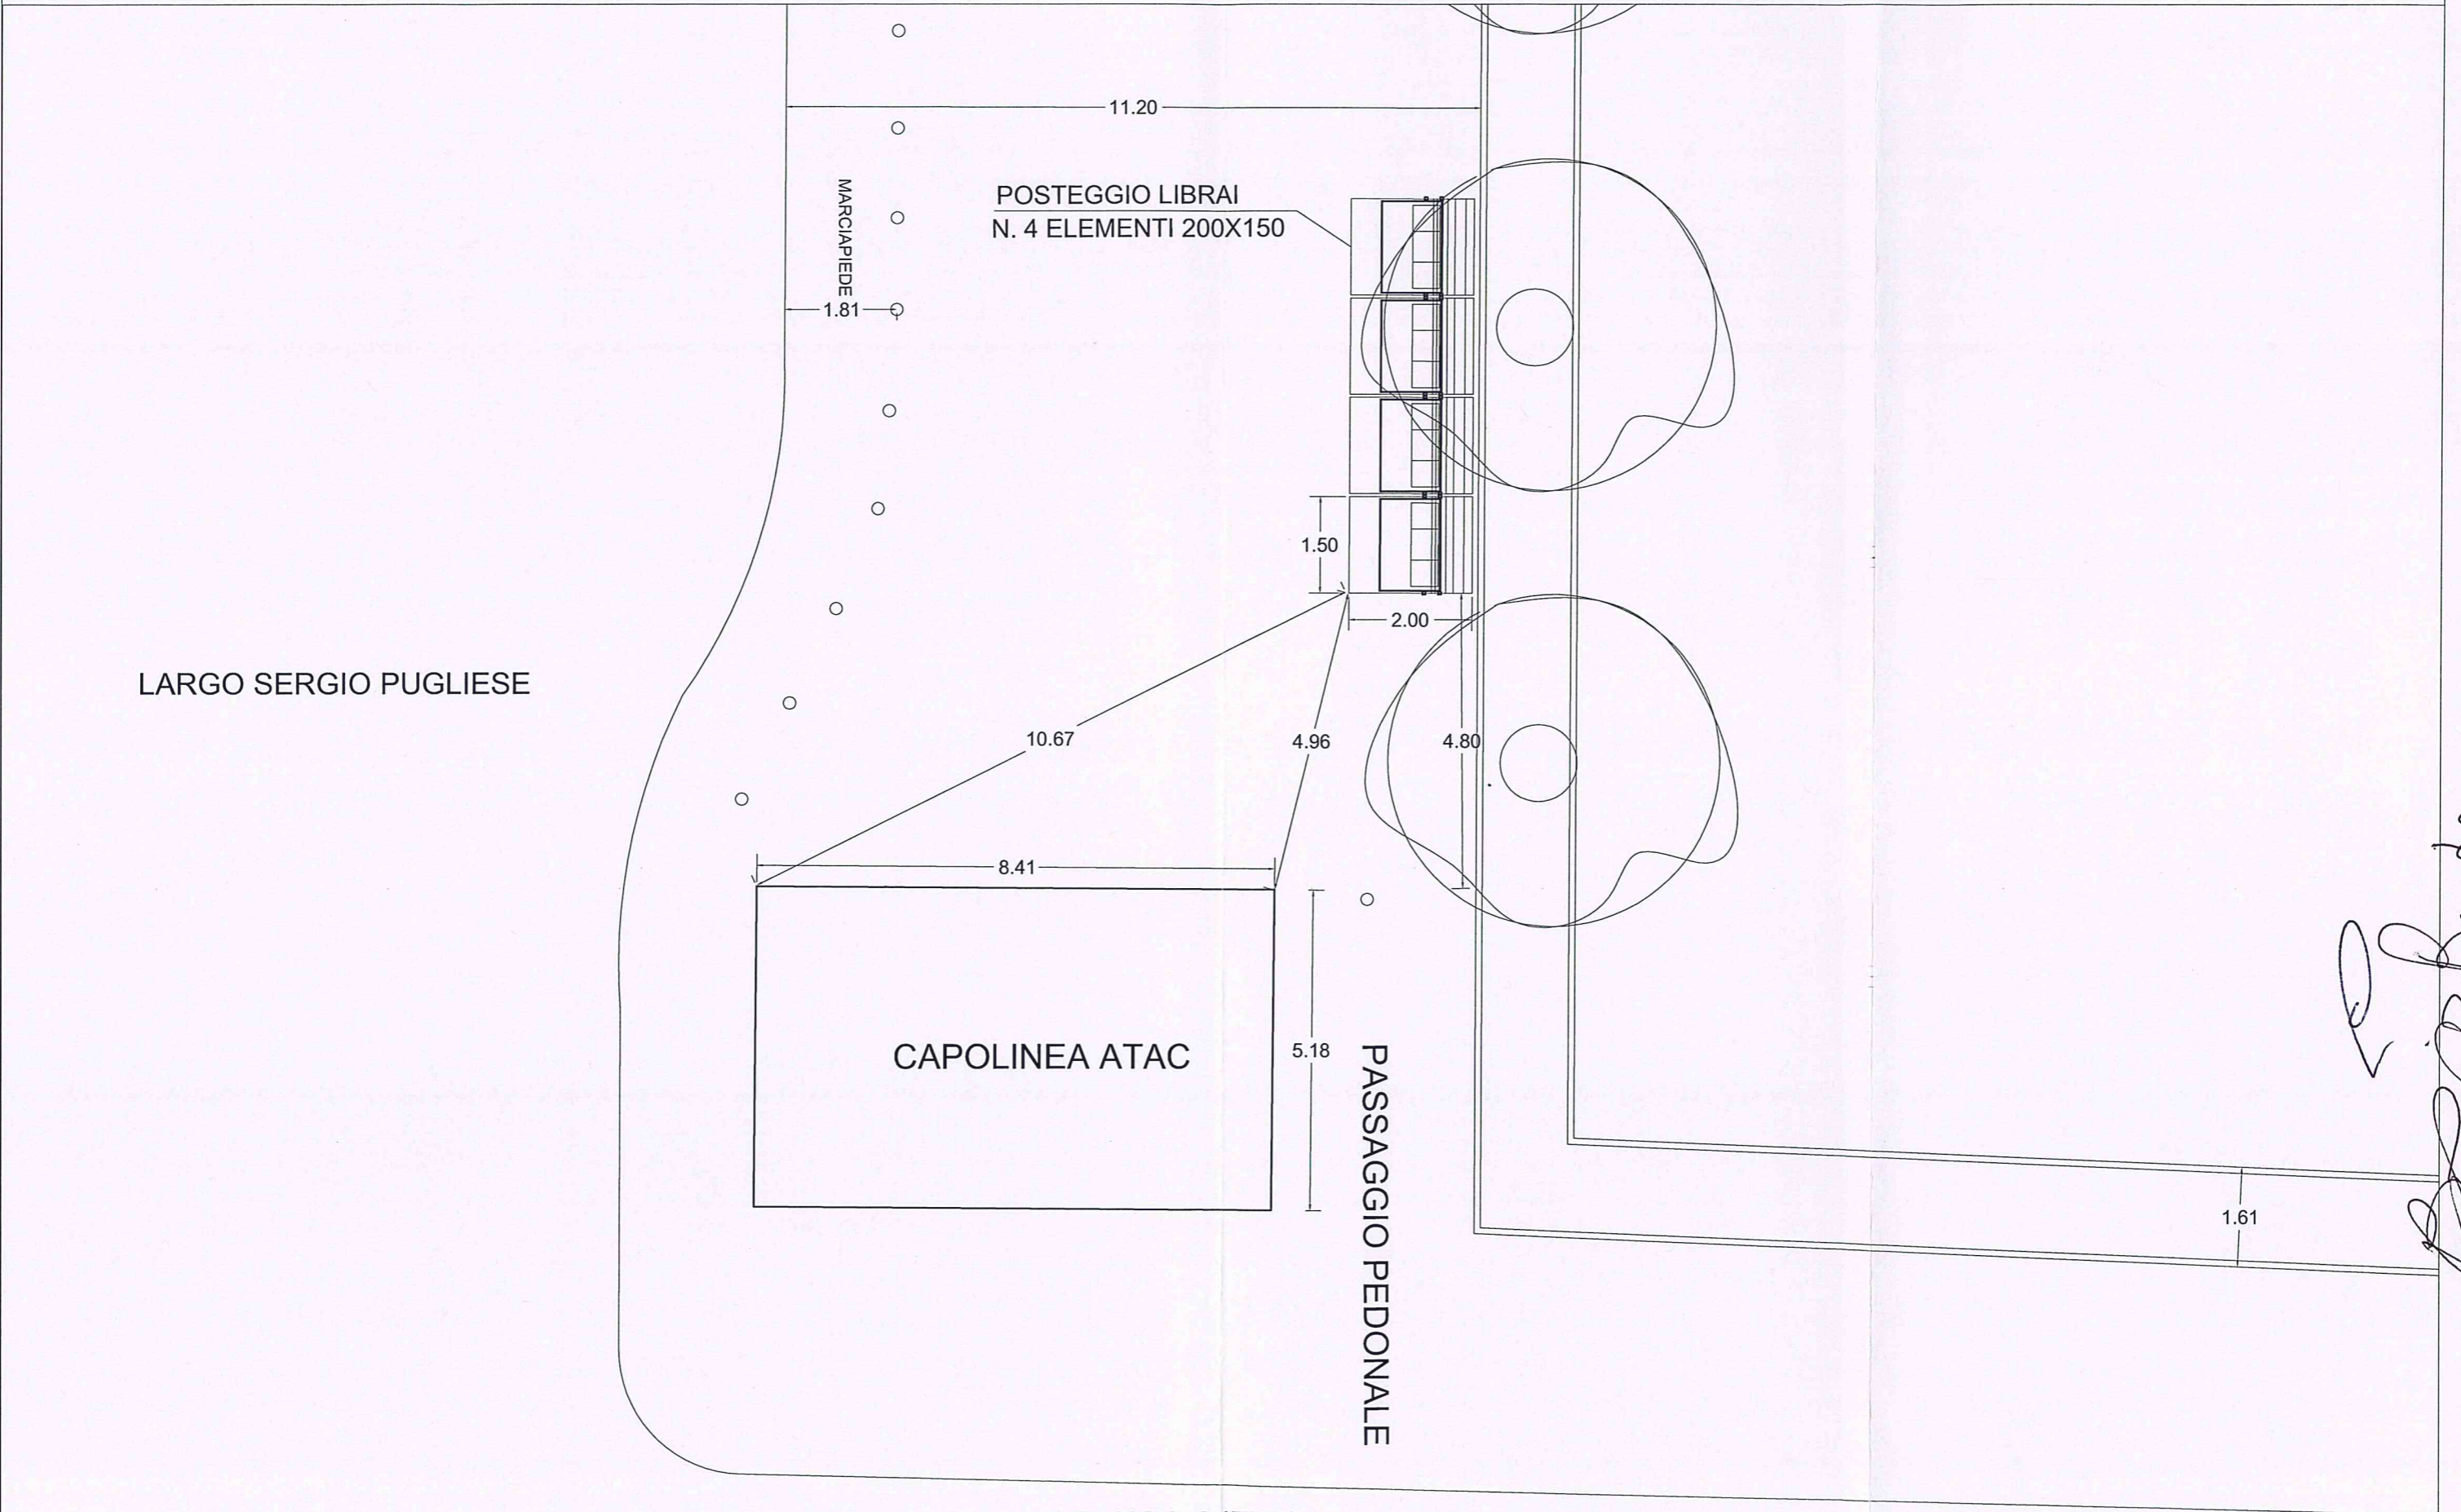 11.20
MARCIAPIEDE
POSTEGGIO LIBRAI
N. 4 ELEMENTI 200X150
1.81
1.50
2.00
LARGO SERGIO PUGLIESE
10.67
4.96
4.80
8.41
CAPOLINEA ATAC
5.18
PASSAGGIO PEDONALE
1.61